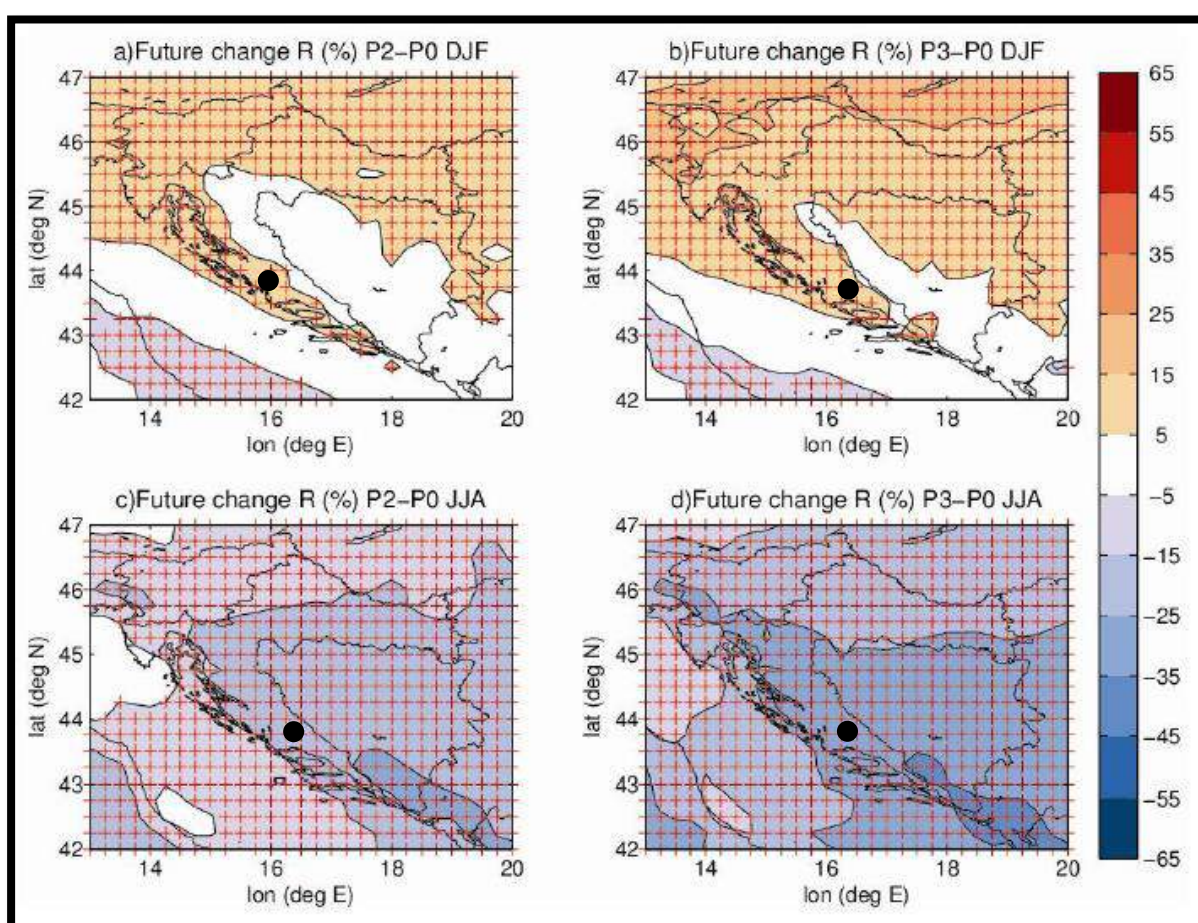 a)Future change R (%) P2−P0 DJF
47
46
45
44
43
42
lat (deg N)
14 16 18 20
lon (deg E)
b)Future change R (%) P3−P0 DJF
47
46
45
44
43
42
lat (deg N)
14 16 18 20
lon (deg E)
c)Future change R (%) P2−P0 JJA
47
46
45
44
43
42
lat (deg N)
14 16 18 20
lon (deg E)
d)Future change R (%) P3−P0 JJA
47
46
45
44
43
42
lat (deg N)
14 16 18 20
lon (deg E)
65
55
45
35
25
15
5
−5
−15
−25
−35
−45
−55
−65